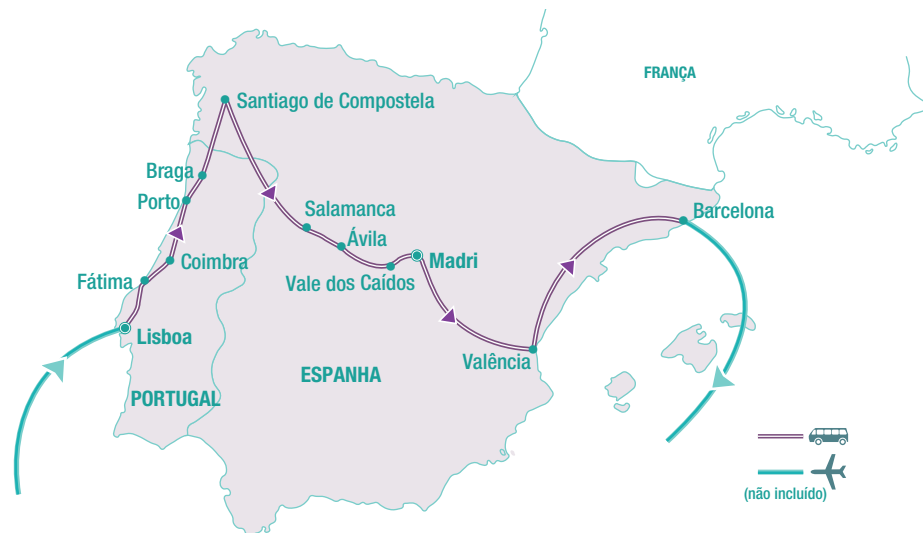 FRANÇA
Santiago de Compostela
Braga
Porto
Salamanca
Barcelona
Ávila
Madri
Coimbra
Fátima
Vale dos Caídos
Lisboa
Valência
ESPANHA
PORTUGAL
(não incluído)